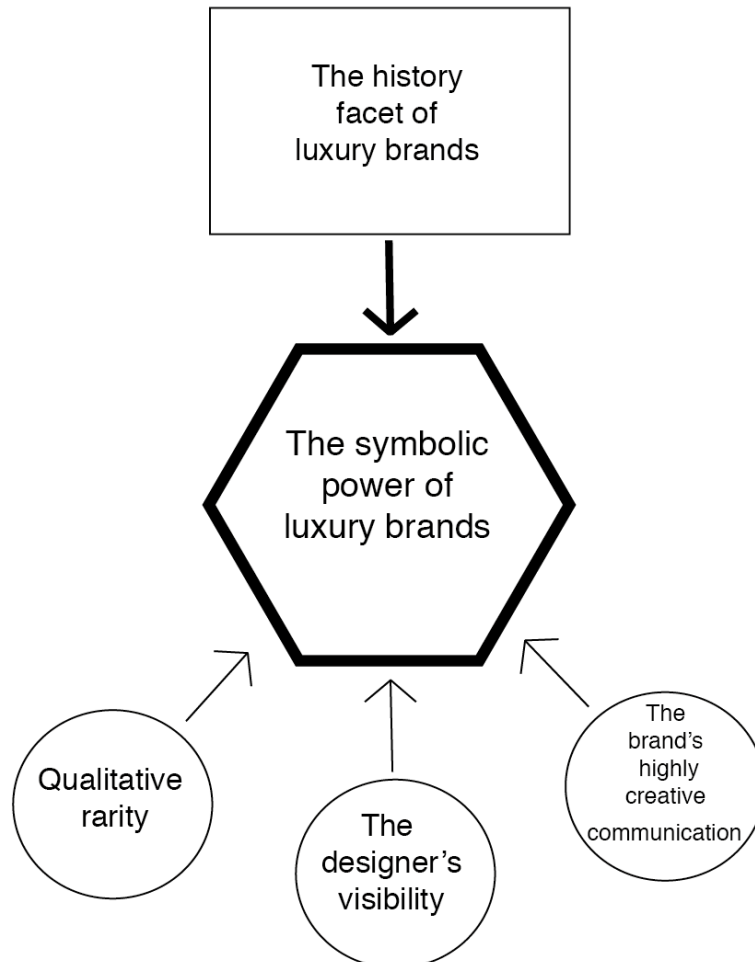 The history
facet of
luxury brands
The symbolic
power of
luxury brands
Qualitative
rarity
The
designer's
visibility
The
brand's
highly
creative
communication